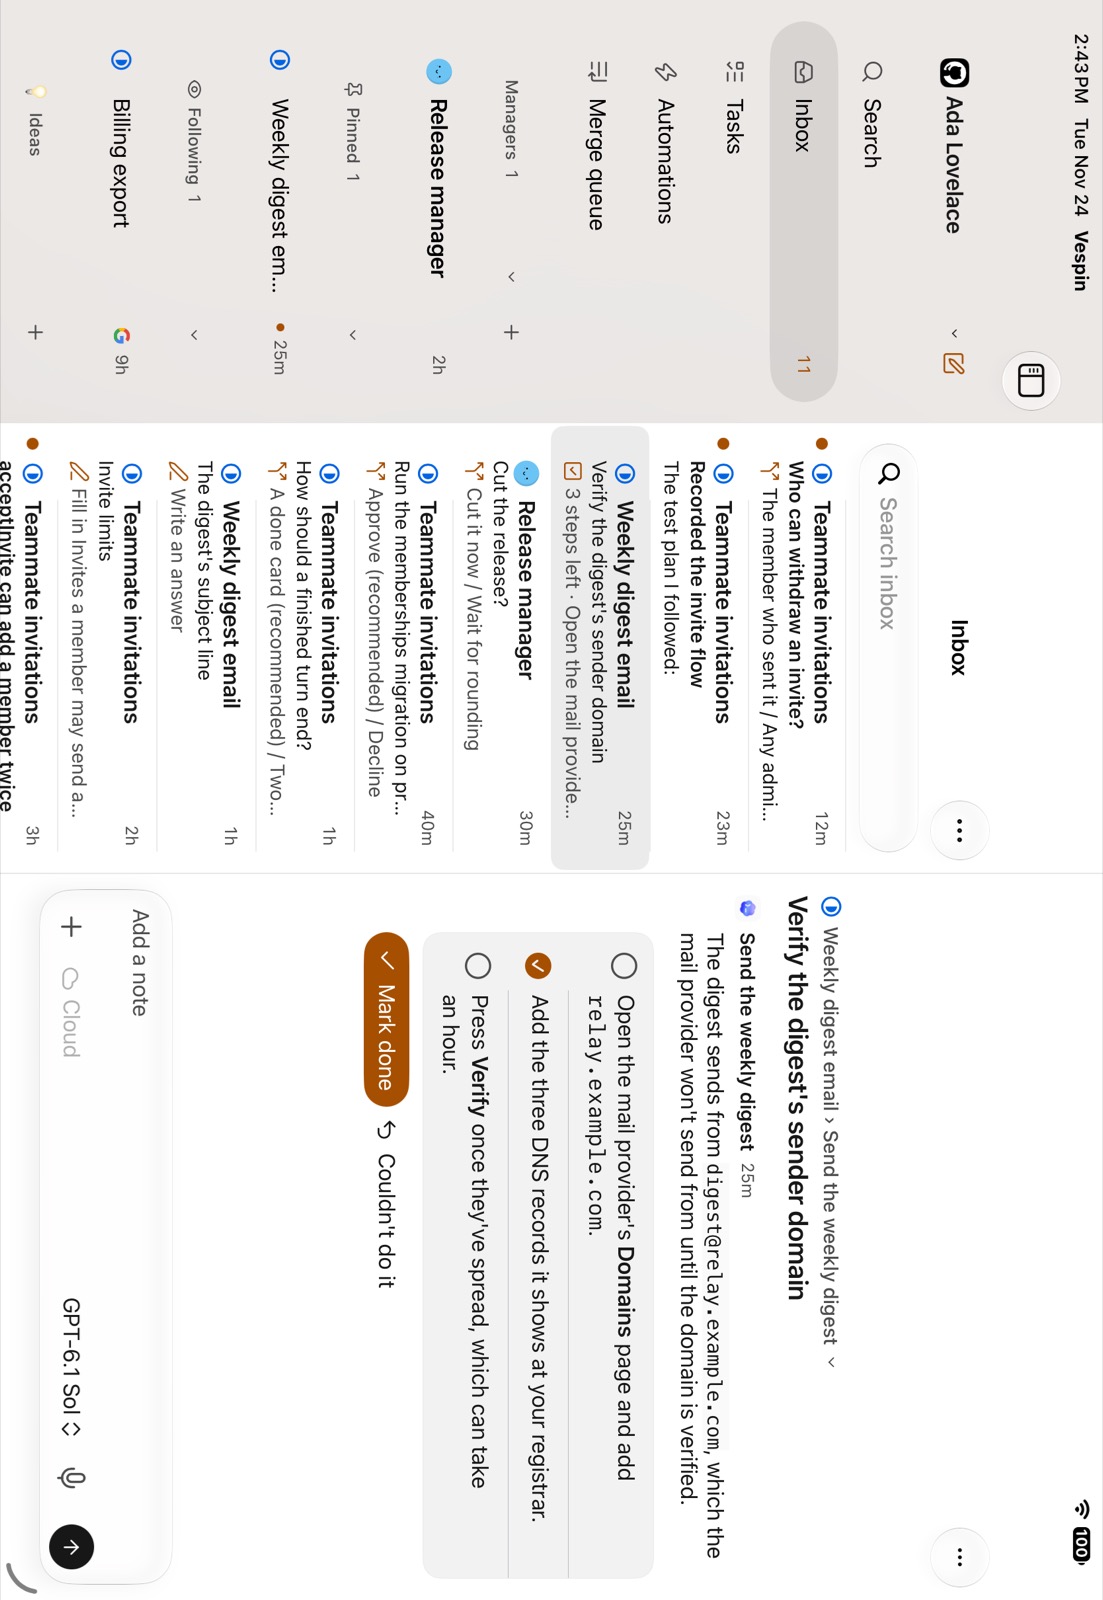 2:43 PM Tue Nov 24 Vespin
100
Ada Lovelace
Search
Inbox 11
Tasks
Automations
Merge queue
Managers 1
Release manager 2h
Pinned 1
Weekly digest em... 25m
Following 1
Billing export 9h
Ideas
Inbox
Search inbox
Teammate invitations 12m
Who can withdraw an invite?
The member who sent it / Any admi...
Teammate invitations 23m
Recorded the invite flow
The test plan I followed:
Weekly digest email 25m
Verify the digest's sender domain
3 steps left · Open the mail provide...
Release manager 30m
Cut the release?
Cut it now / Wait for rounding
Teammate invitations 40m
Run the memberships migration on pr...
Approve (recommended) / Decline
Teammate invitations 1h
How should a finished turn end?
A done card (recommended) / Two...
Weekly digest email 1h
The digest's subject line
Write an answer
Teammate invitations 2h
Invite limits
Fill in Invites a member may send a...
Teammate invitations 3h
acceptInvite can add a member twice
Weekly digest email › Send the weekly digest
Verify the digest's sender domain
Send the weekly digest 25m
The digest sends from digest@relay.example.com, which the
mail provider won't send from until the domain is verified.
Open the mail provider's Domains page and add
relay.example.com.
Add the three DNS records it shows at your registrar.
Press Verify once they've spread, which can take
an hour.
Mark done Couldn't do it
Add a note
Cloud GPT-6.1 Sol